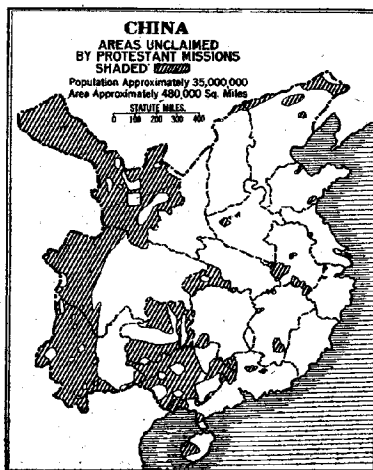 CHINA
AREAS UNCLAIMED
BY PROTESTANT MISSIONS
SHADED
Population Approximately 35,000,000
Area Approximately 480,000 Sq. Miles
STATUTE MILES.
0 100 200 300 400